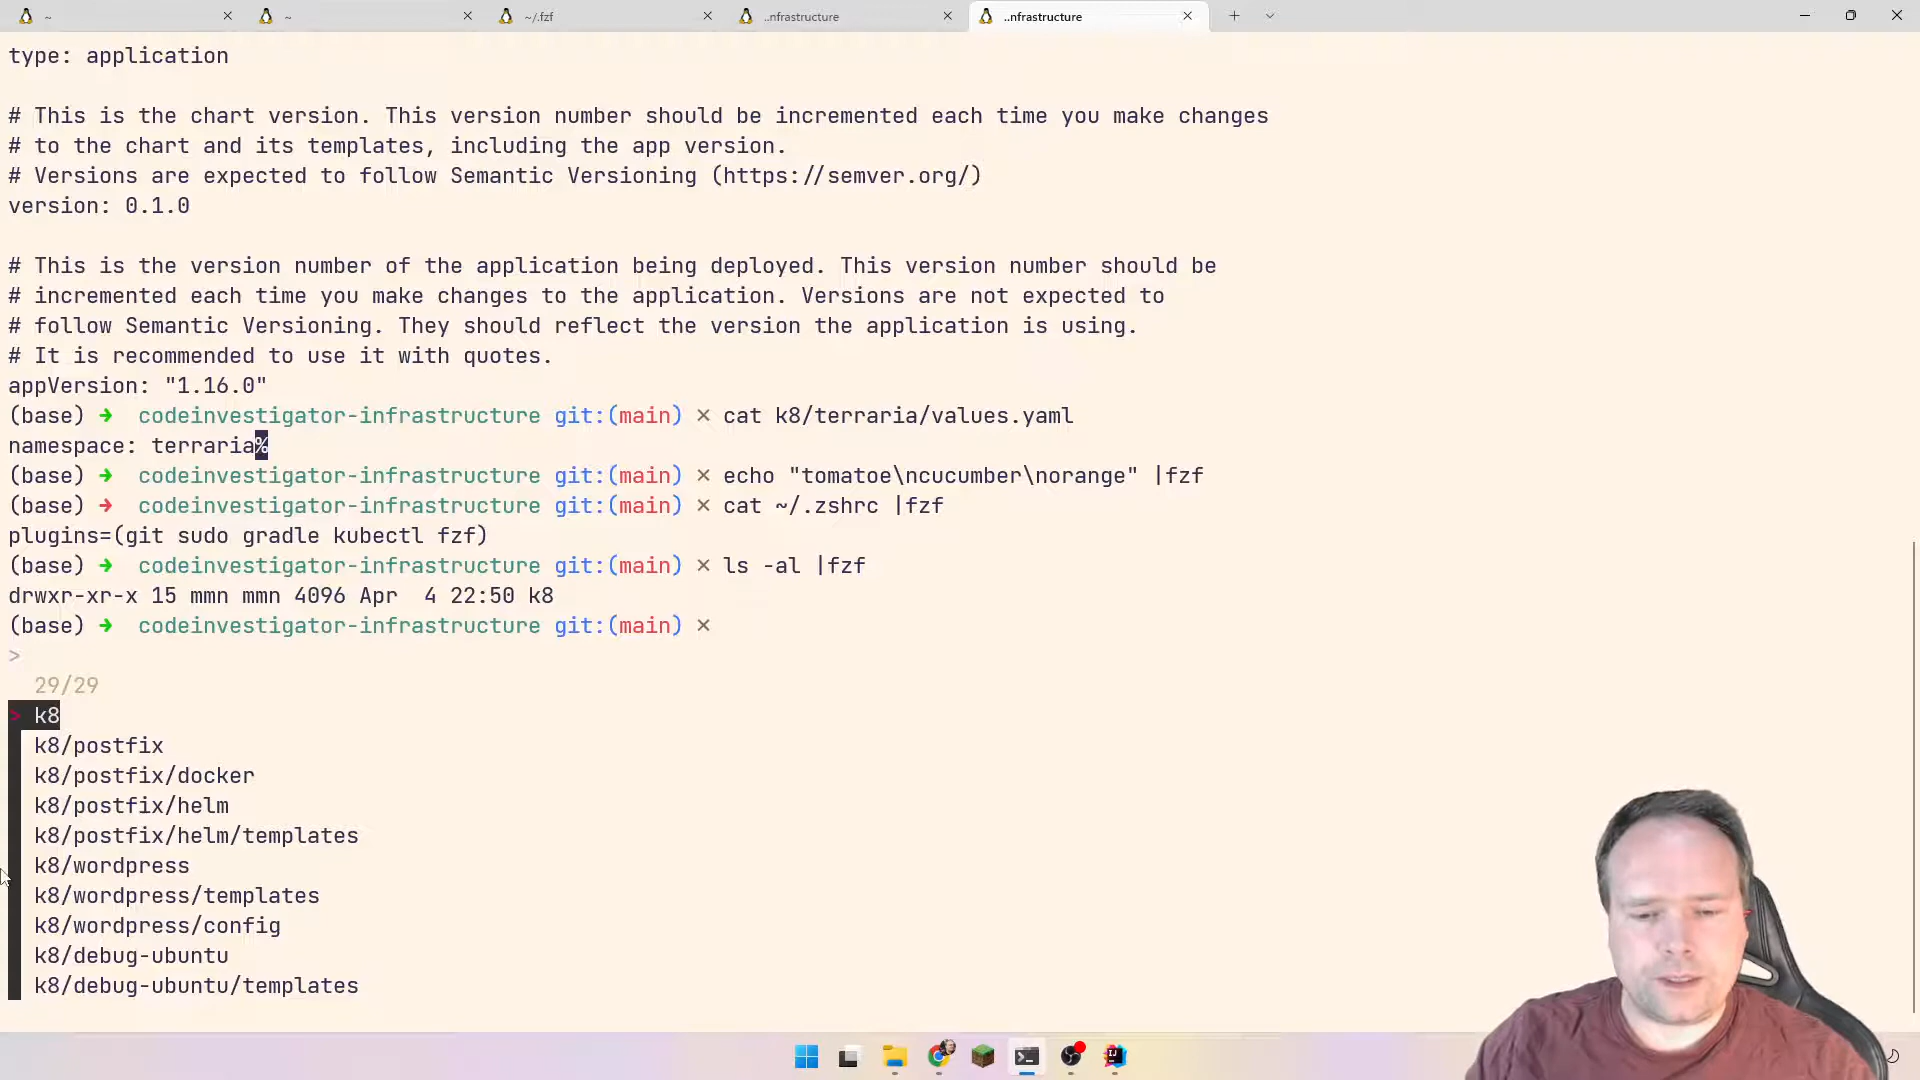 ~
~
~/.fzf
..nfrastructure
..nfrastructure
type: application
# This is the chart version. This version number should be incremented each time you make changes
# to the chart and its templates, including the app version.
# Versions are expected to follow Semantic Versioning (https://semver.org/)
version: 0.1.0
# This is the version number of the application being deployed. This version number should be
# incremented each time you make changes to the application. Versions are not expected to
# follow Semantic Versioning. They should reflect the version the application is using.
# It is recommended to use it with quotes.
appVersion: "1.16.0"
(base) ➜  codeinvestigator-infrastructure git:(main) ✗ cat k8/terraria/values.yaml
namespace: terraria%
(base) ➜  codeinvestigator-infrastructure git:(main) ✗ echo "tomatoe\ncucumber\norange" |fzf
(base) ➜  codeinvestigator-infrastructure git:(main) ✗ cat ~/.zshrc |fzf
plugins=(git sudo gradle kubectl fzf)
(base) ➜  codeinvestigator-infrastructure git:(main) ✗ ls -al |fzf
drwxr-xr-x 15 mmn mmn 4096 Apr  4 22:50 k8
(base) ➜  codeinvestigator-infrastructure git:(main) ✗
>
29/29
> k8
k8/postfix
k8/postfix/docker
k8/postfix/helm
k8/postfix/helm/templates
k8/wordpress
k8/wordpress/templates
k8/wordpress/config
k8/debug-ubuntu
k8/debug-ubuntu/templates